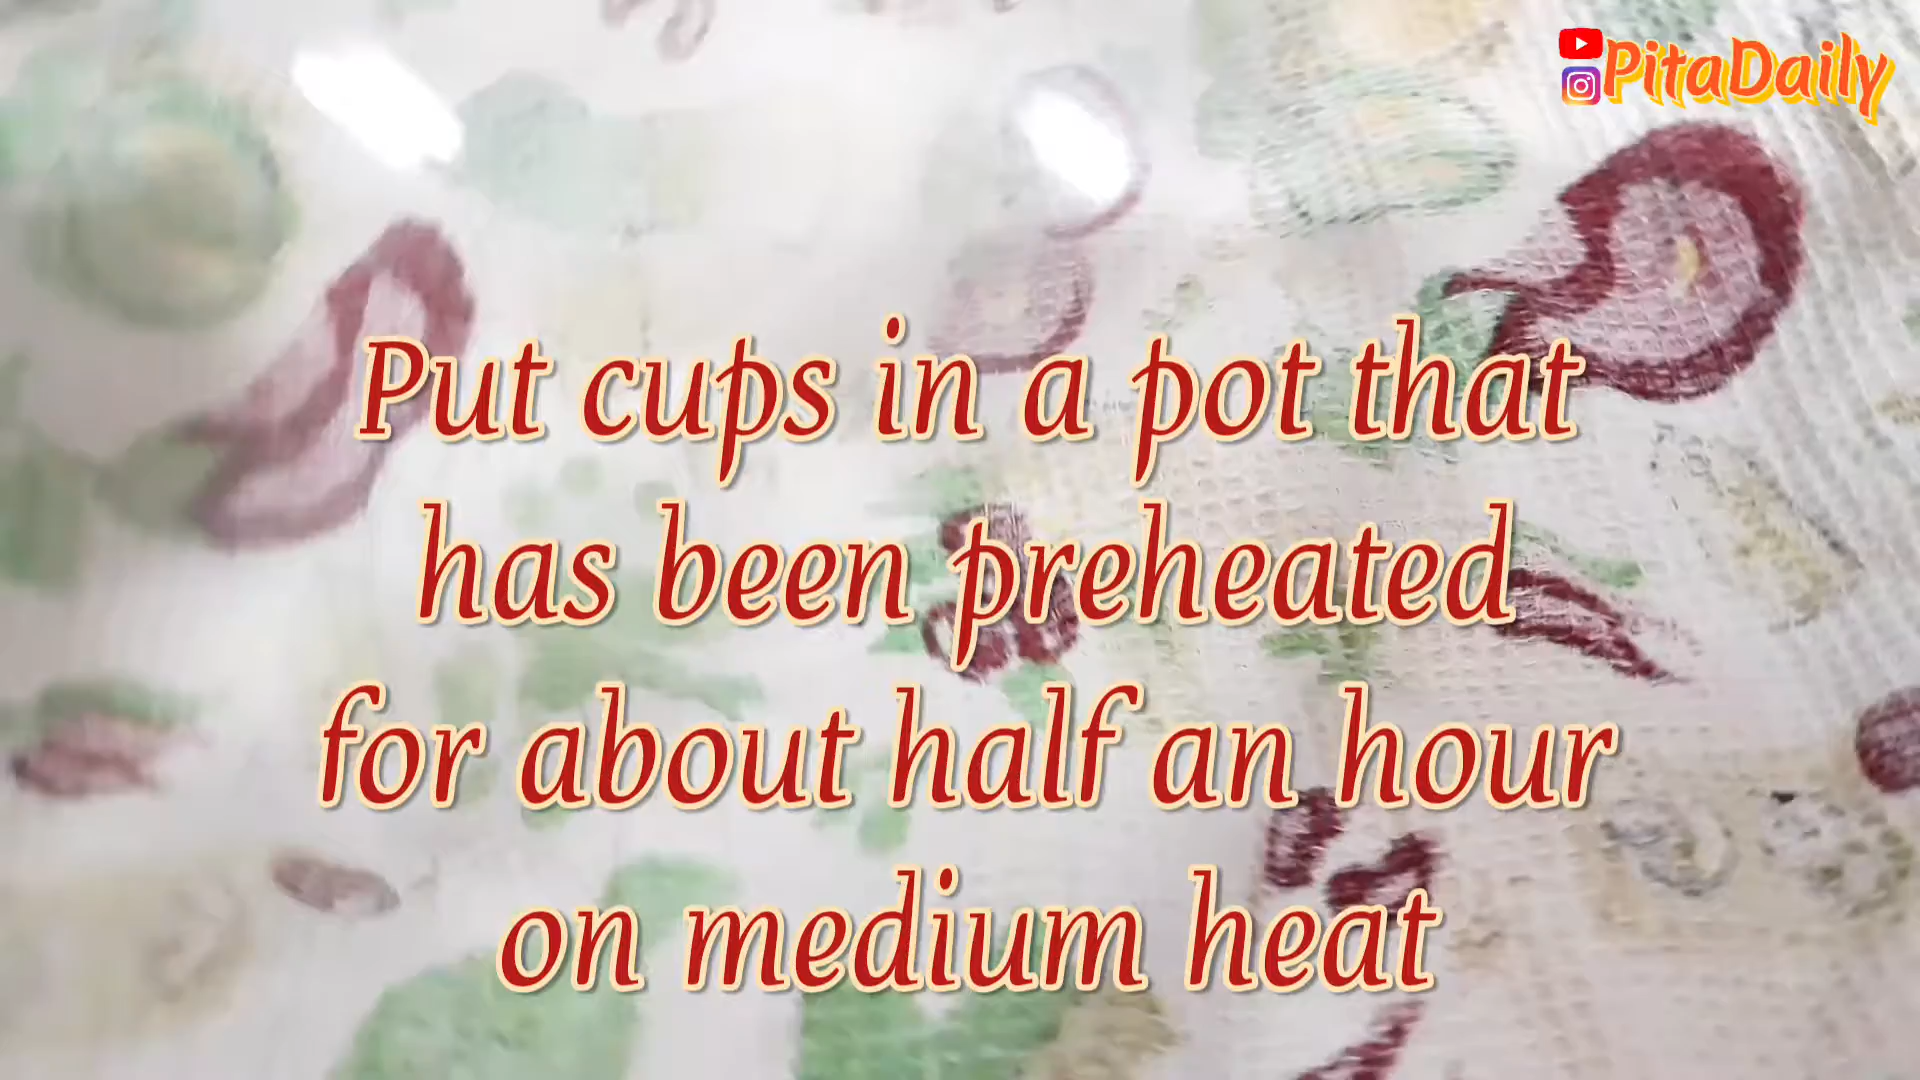 PitaDaily
Put cups in a pot that
has been preheated
for about half an hour
on medium heat